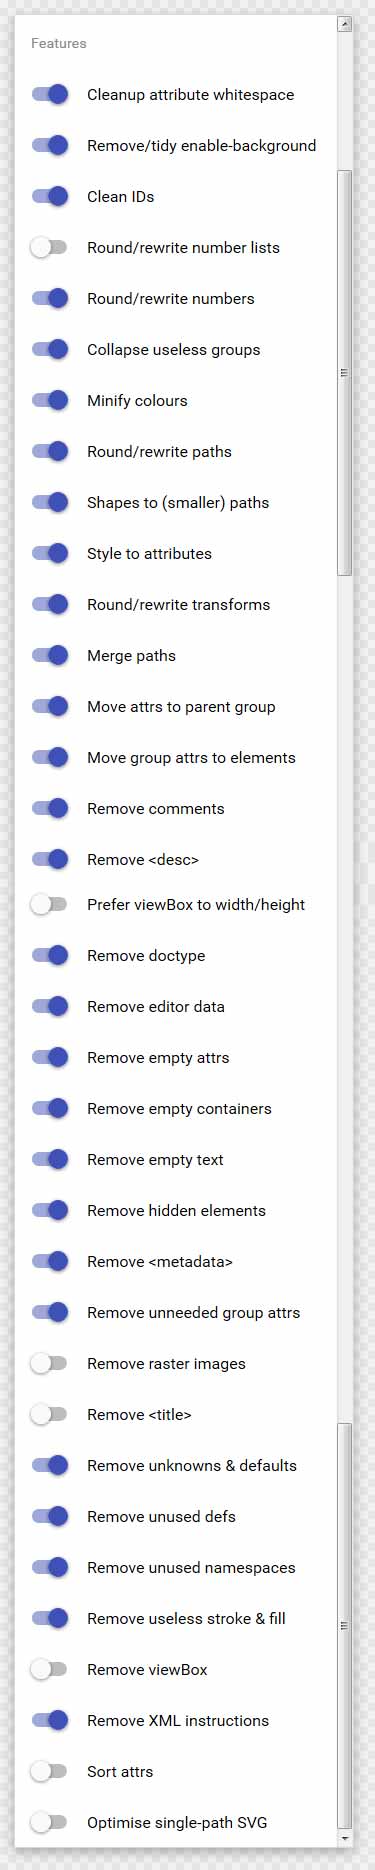 Features
Cleanup attribute whitespace
Remove/tidy enable-background
Clean IDs
Round/rewrite number lists
Round/rewrite numbers
Collapse useless groups
Minify colours
Round/rewrite paths
Shapes to (smaller) paths
Style to attributes
Round/rewrite transforms
Merge paths
Move attrs to parent group
Move group attrs to elements
Remove comments
Remove <desc>
Prefer viewBox to width/height
Remove doctype
Remove editor data
Remove empty attrs
Remove empty containers
Remove empty text
Remove hidden elements
Remove <metadata>
Remove unneeded group attrs
Remove raster images
Remove <title>
Remove unknowns & defaults
Remove unused defs
Remove unused namespaces
Remove useless stroke & fill
Remove viewBox
Remove XML instructions
Sort attrs
Optimise single-path SVG